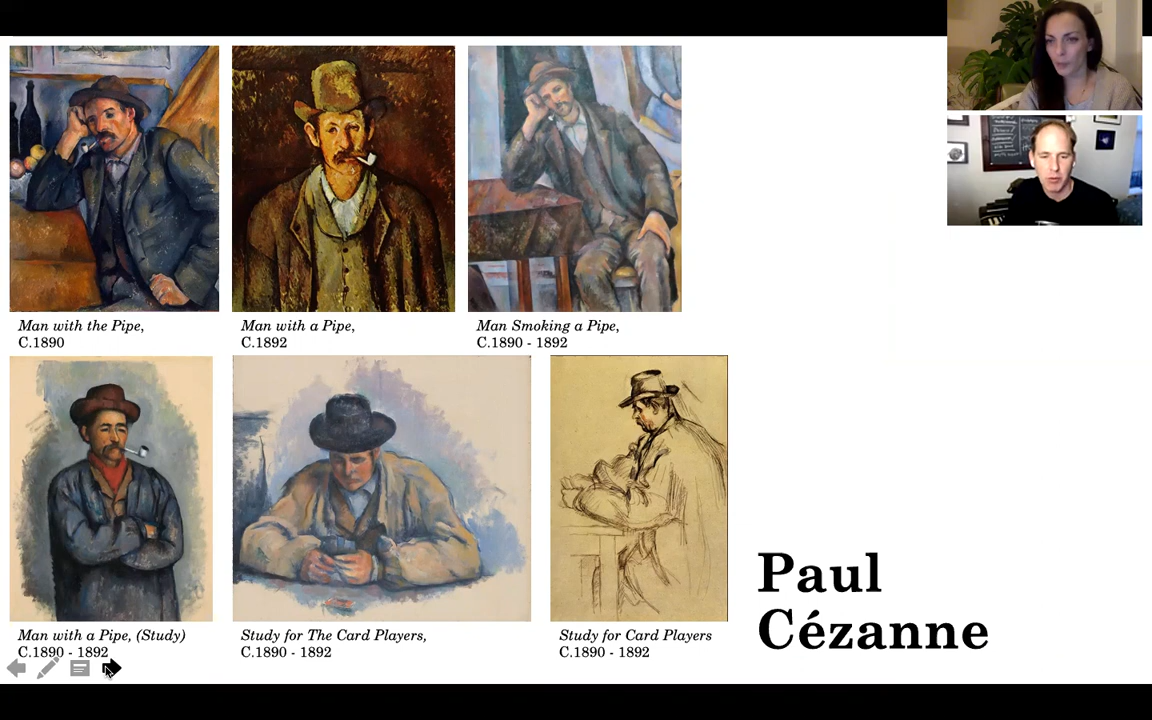 Man with the Pipe,
C.1890
Man with a Pipe,
C.1892
Man Smoking a Pipe,
C.1890 - 1892
Man with a Pipe, (Study)
C.1890 - 1892
Study for The Card Players,
C.1890 - 1892
Study for Card Players
C.1890 - 1892
Paul
Cézanne